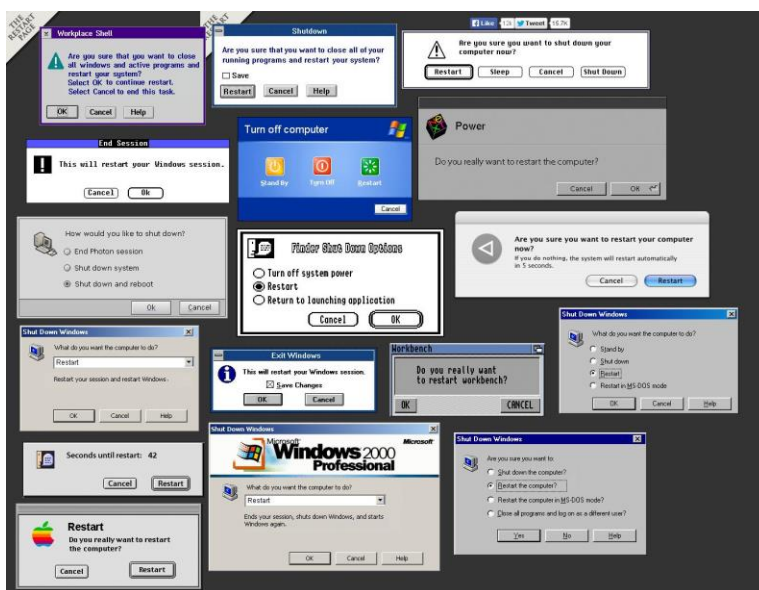 THE
RESTART
PAGE
THE
RESTART
PAGE
Workplace Shell
Are you sure that you want to close
all windows and active programs and
restart your system?
Select OK to continue restart.
Select Cancel to end this task.
OK Cancel Help
Shutdown
Are you sure that you want to close all of your
running programs and restart your system?
Save
Restart Cancel Help
Like Tweet
Are you sure you want to shut down your
computer now?
Restart Sleep Cancel Shut Down
End Session
This will restart your Windows session.
Cancel Ok
Turn off computer
Stand By Turn Off Restart
Cancel
Power
Do you really want to restart the computer?
Cancel OK
How would you like to shut down?
End Photon session
Shut down system
Shut down and reboot
Ok Cancel
Finder Shut Down Options
Turn off system power
Restart
Return to launching application
Cancel OK
Are you sure you want to restart your computer
now?
If you do nothing, the system will restart automatically
in 5 seconds.
Cancel Restart
Shut Down Windows
What do you want the computer to do?
Restart
Restart your session and restart Windows.
OK Cancel Help
Exit Windows
This will restart your Windows session.
Save Changes
OK Cancel
Workbench
Do you really want
to restart workbench?
OK CANCEL
Shut Down Windows
What do you want the computer to do?
Stand by
Shut down
Restart
Restart in MS-DOS mode
OK Cancel Help
Seconds until restart: 42
Cancel Restart
Shut Down Windows
Microsoft
Microsoft
Windows 2000
Professional
What do you want the computer to do?
Restart
Ends your session, shuts down Windows, and starts
Windows again.
OK Cancel Help
Shut Down Windows
Are you sure you want to:
Shut down the computer?
Restart the computer?
Restart the computer in MS-DOS mode?
Close all programs and log on as a different user?
Yes No Help
Restart
Do you really want to restart
the computer?
Cancel Restart